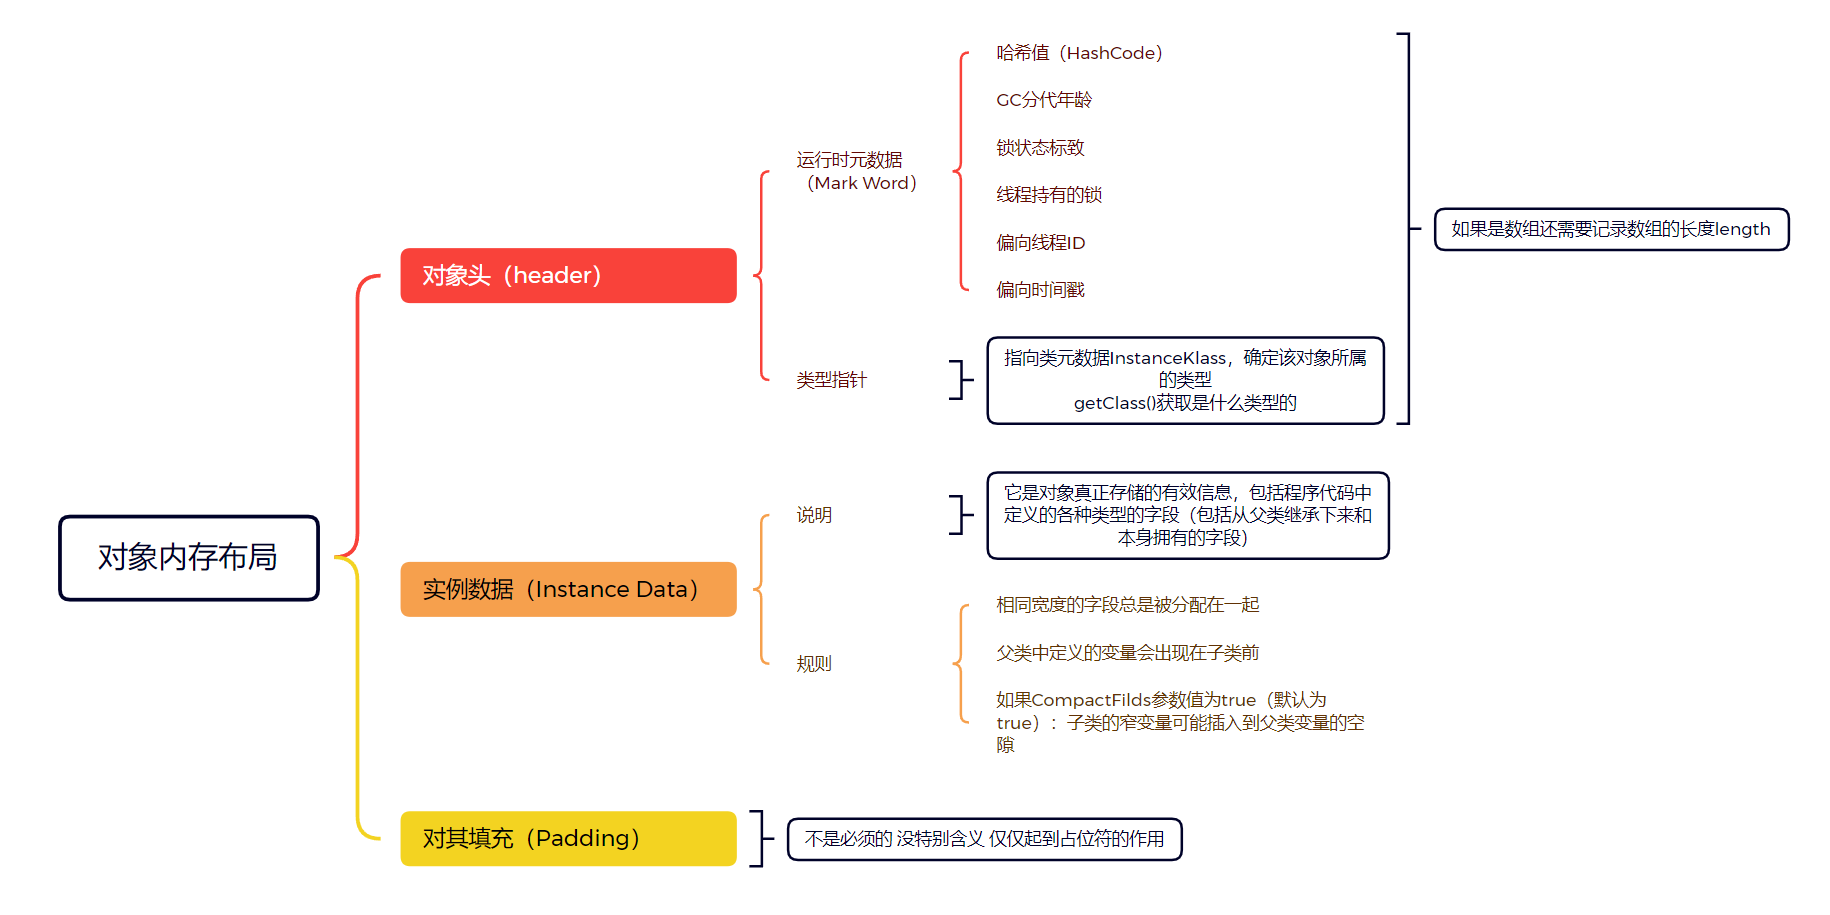 对象内存布局
对象头（header）
运行时元数据
（Mark Word）
哈希值（HashCode）
GC分代年龄
锁状态标致
线程持有的锁
偏向线程ID
偏向时间戳
类型指针
指向类元数据InstanceKlass，确定该对象所属
的类型
getClass()获取是什么类型的
如果是数组还需要记录数组的长度length
实例数据（Instance Data）
说明
它是对象真正存储的有效信息，包括程序代码中
定义的各种类型的字段（包括从父类继承下来和
本身拥有的字段）
规则
相同宽度的字段总是被分配在一起
父类中定义的变量会出现在子类前
如果CompactFilds参数值为true（默认为
true）：子类的窄变量可能插入到父类变量的空
隙
对其填充（Padding）
不是必须的 没特别含义 仅仅起到占位符的作用